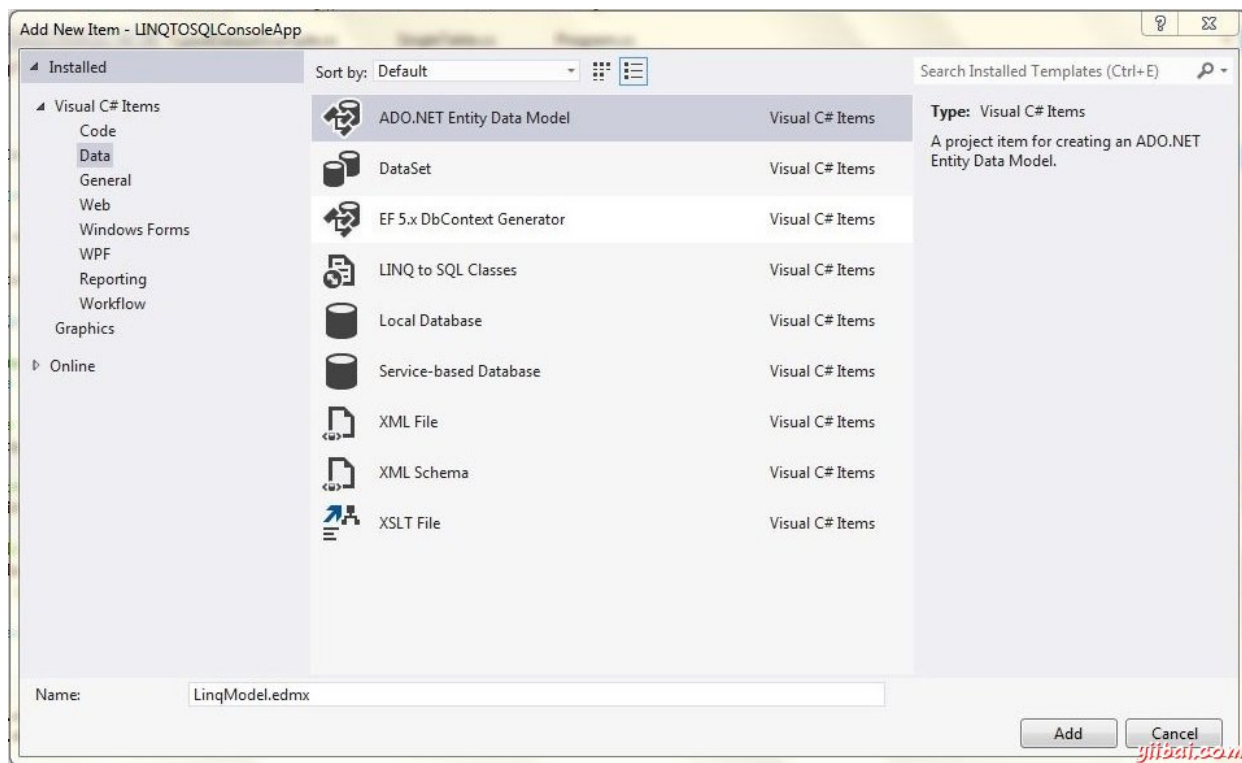 Add New Item - LINQTOSQLConsoleApp
Installed
Sort by: Default
Search Installed Templates (Ctrl+E)
Visual C# Items
Code
Data
General
Web
Windows Forms
WPF
Reporting
Workflow
Graphics
Online
ADO.NET Entity Data Model Visual C# Items
DataSet Visual C# Items
EF 5.x DbContext Generator Visual C# Items
LINQ to SQL Classes Visual C# Items
Local Database Visual C# Items
Service-based Database Visual C# Items
XML File Visual C# Items
XML Schema Visual C# Items
XSLT File Visual C# Items
Type: Visual C# Items
A project item for creating an ADO.NET
Entity Data Model.
Name: LinqModel.edmx
Add Cancel
yiibai.com